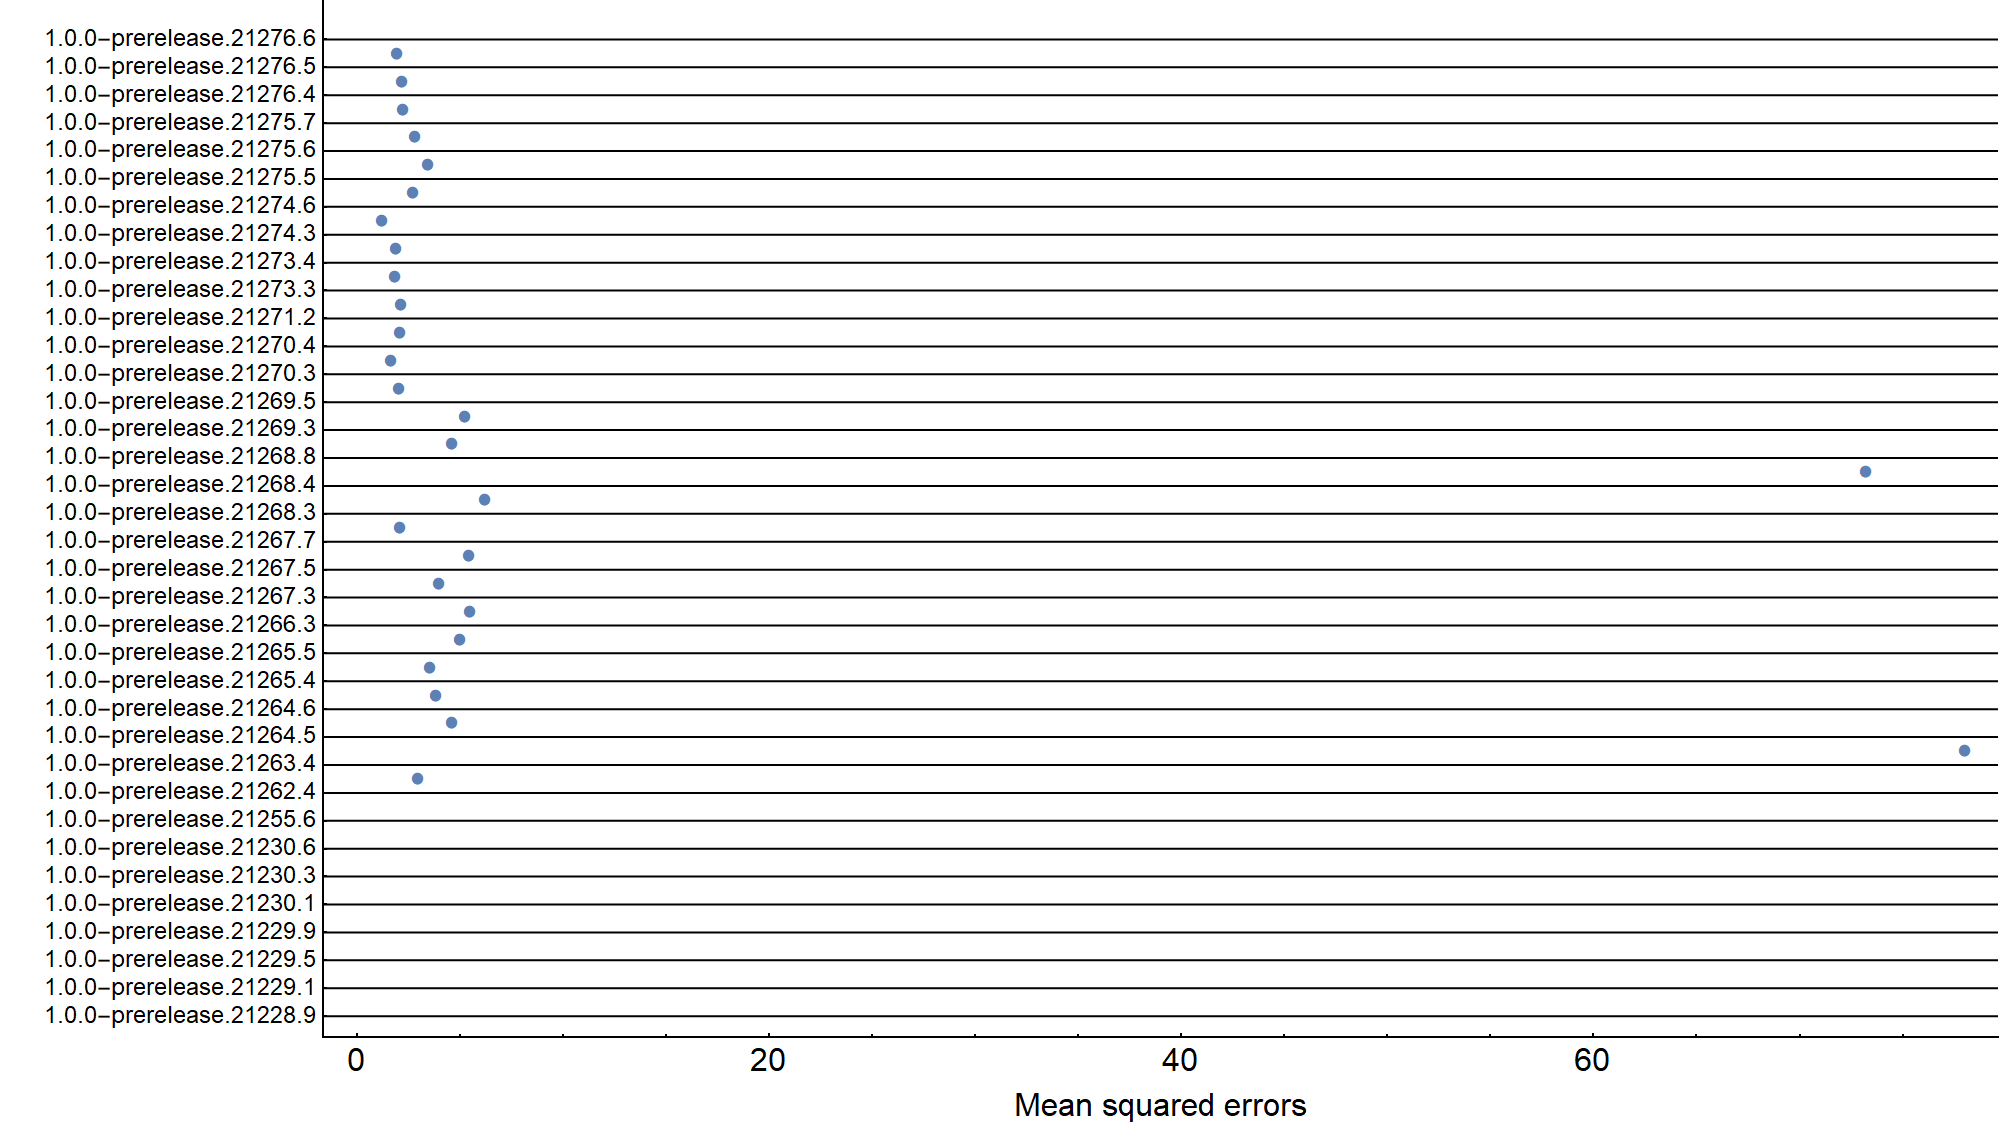 1.0.0−prerelease.21276.6
1.0.0−prerelease.21276.5
1.0.0−prerelease.21276.4
1.0.0−prerelease.21275.7
1.0.0−prerelease.21275.6
1.0.0−prerelease.21275.5
1.0.0−prerelease.21274.6
1.0.0−prerelease.21274.3
1.0.0−prerelease.21273.4
1.0.0−prerelease.21273.3
1.0.0−prerelease.21271.2
1.0.0−prerelease.21270.4
1.0.0−prerelease.21270.3
1.0.0−prerelease.21269.5
1.0.0−prerelease.21269.3
1.0.0−prerelease.21268.8
1.0.0−prerelease.21268.4
1.0.0−prerelease.21268.3
1.0.0−prerelease.21267.7
1.0.0−prerelease.21267.5
1.0.0−prerelease.21267.3
1.0.0−prerelease.21266.3
1.0.0−prerelease.21265.5
1.0.0−prerelease.21265.4
1.0.0−prerelease.21264.6
1.0.0−prerelease.21264.5
1.0.0−prerelease.21263.4
1.0.0−prerelease.21262.4
1.0.0−prerelease.21255.6
1.0.0−prerelease.21230.6
1.0.0−prerelease.21230.3
1.0.0−prerelease.21230.1
1.0.0−prerelease.21229.9
1.0.0−prerelease.21229.5
1.0.0−prerelease.21229.1
1.0.0−prerelease.21228.9
0 20 40 60
Mean squared errors